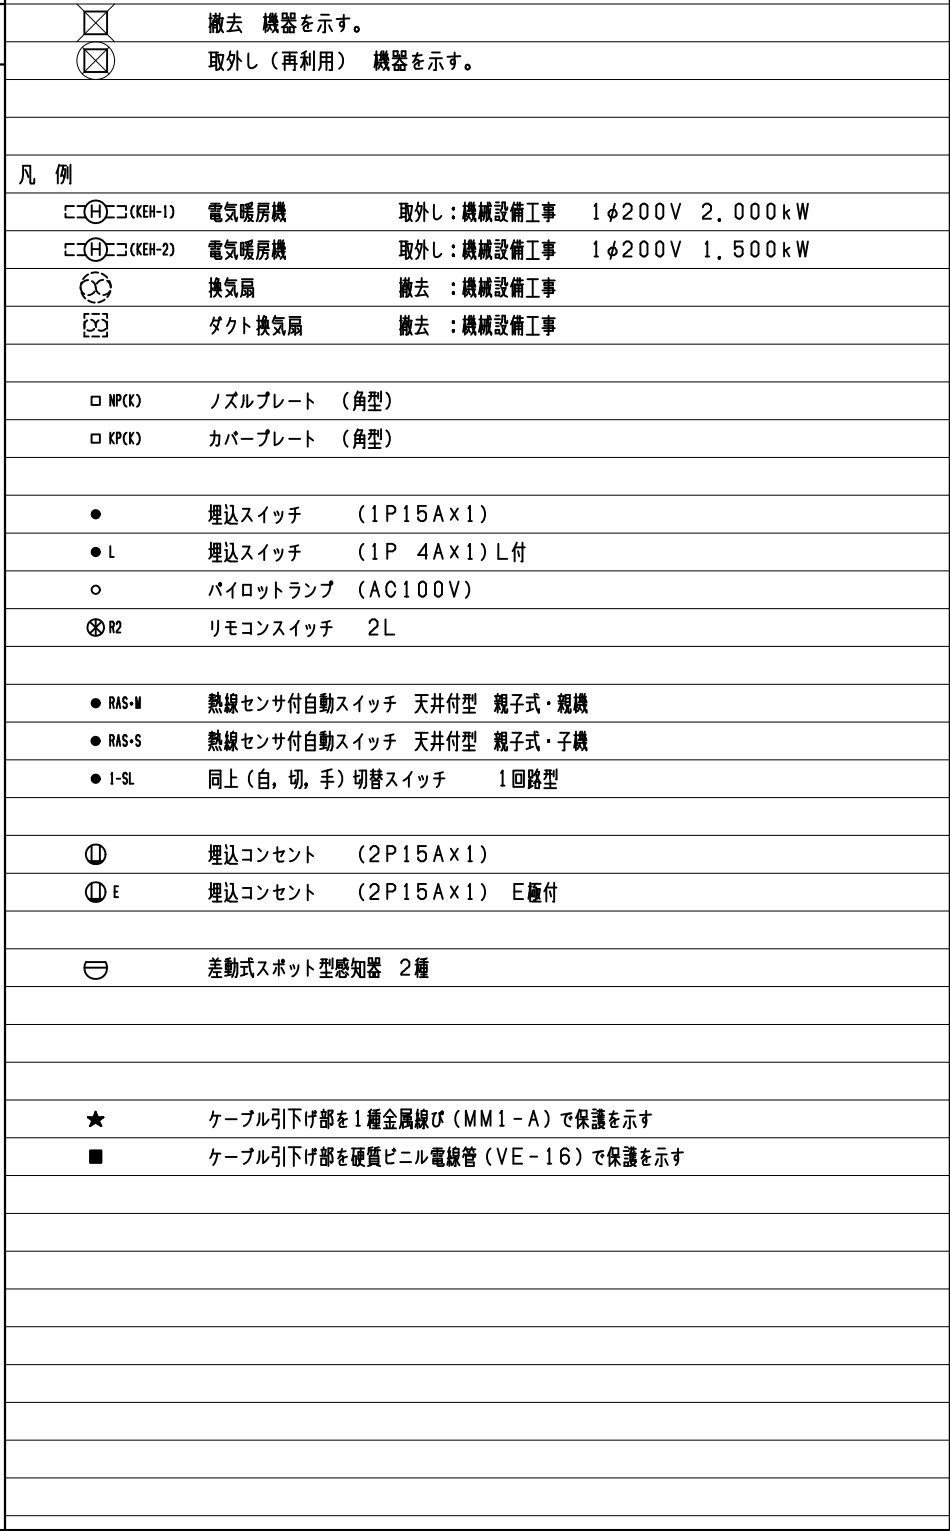 撤去　機器を示す。
取外し（再利用）　機器を示す。
凡　例
(KEH-1)　電気暖房機　取外し：機械設備工事　１φ２００Ｖ　２．０００ｋＷ
(KEH-2)　電気暖房機　取外し：機械設備工事　１φ２００Ｖ　１．５００ｋＷ
換気扇　撤去　：機械設備工事
ダクト換気扇　撤去　：機械設備工事
NP(K)　ノズルプレート　（角型）
KP(K)　カバープレート　（角型）
埋込スイッチ　（１Ｐ１５Ａ×１）
L　埋込スイッチ　（１Ｐ　４Ａ×１）Ｌ付
パイロットランプ　（ＡＣ１００Ｖ）
R2　リモコンスイッチ　２Ｌ
RAS・M　熱線センサ付自動スイッチ　天井付型　親子式・親機
RAS・S　熱線センサ付自動スイッチ　天井付型　親子式・子機
1-SL　同上（自，切，手）切替スイッチ　１回路型
埋込コンセント　（２Ｐ１５Ａ×１）
E　埋込コンセント　（２Ｐ１５Ａ×１）　Ｅ極付
差動式スポット型感知器　２種
★　ケーブル引下げ部を１種金属線ぴ（ＭＭ１－Ａ）で保護を示す
■　ケーブル引下げ部を硬質ビニル電線管（ＶＥ－１６）で保護を示す